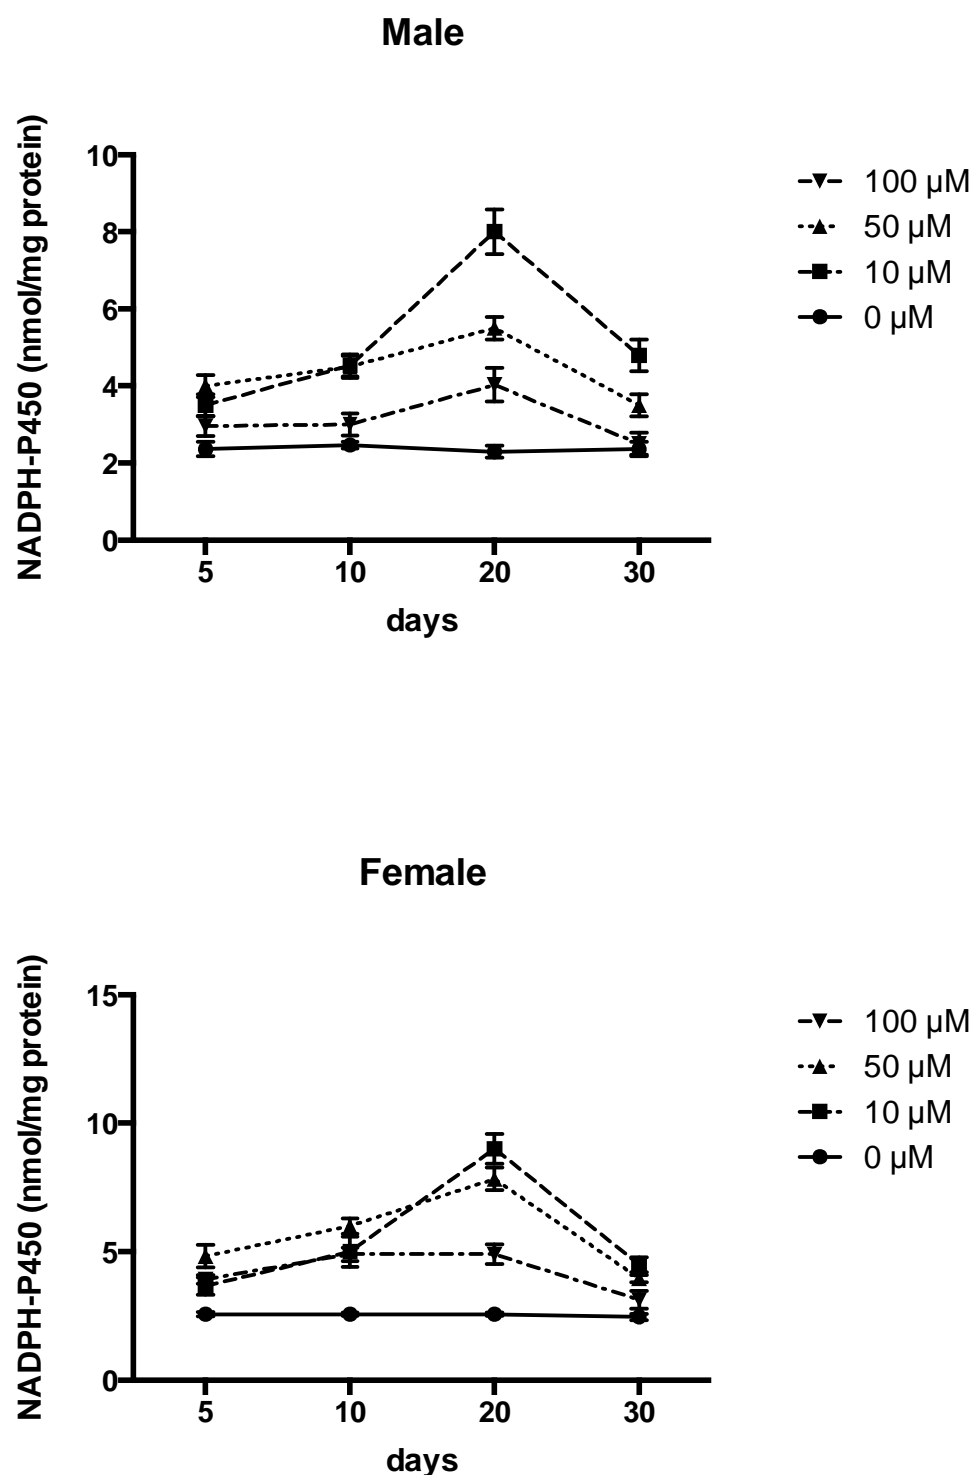 Male
NADPH-P450 (nmol/mg protein)
10
8
6
4
2
0
5 10 20 30
days
100 µM
50 µM
10 µM
0 µM
Female
NADPH-P450 (nmol/mg protein)
15
10
5
0
5 10 20 30
days
100 µM
50 µM
10 µM
0 µM